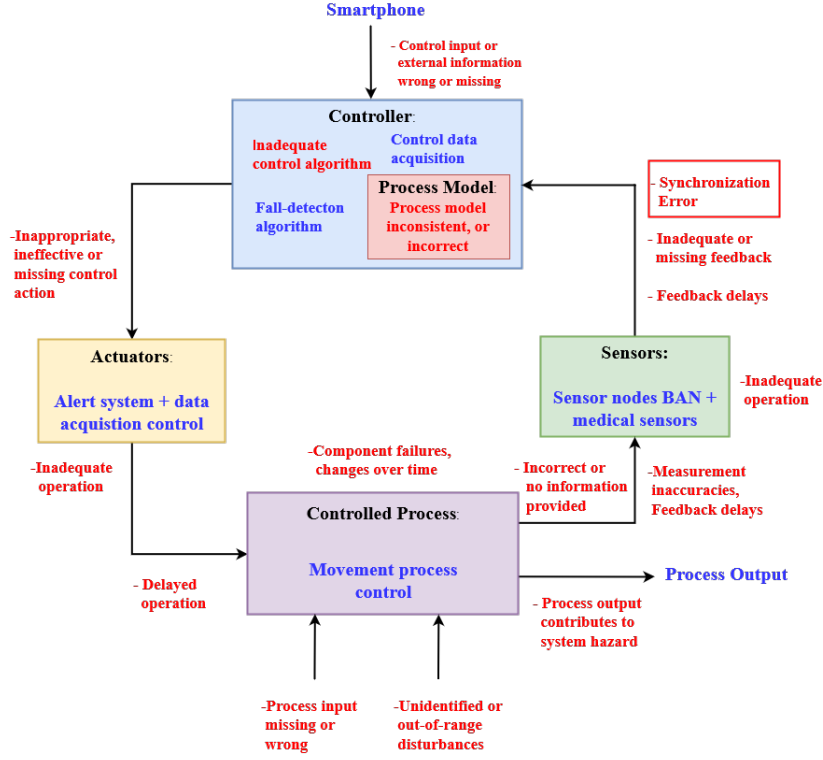 Smartphone
- Control input or
external information
wrong or missing
Controller:
Inadequate
control algorithm
Control data
acquisition
Fall-detecton
algorithm
Process Model:
Process model
inconsistent, or
incorrect
- Synchronization
Error
- Inadequate or
missing feedback
- Feedback delays
-Inappropriate,
ineffective or
missing control
action
Actuators:
Alert system + data
acquistion control
Sensors:
Sensor nodes BAN +
medical sensors
-Inadequate
operation
-Inadequate
operation
-Component failures,
changes over time
- Incorrect or
no information
provided
-Measurement
inaccuracies,
Feedback delays
Controlled Process:
Movement process
control
- Delayed
operation
Process Output
- Process output
contributes to
system hazard
-Process input
missing or
wrong
-Unidentified or
out-of-range
disturbances